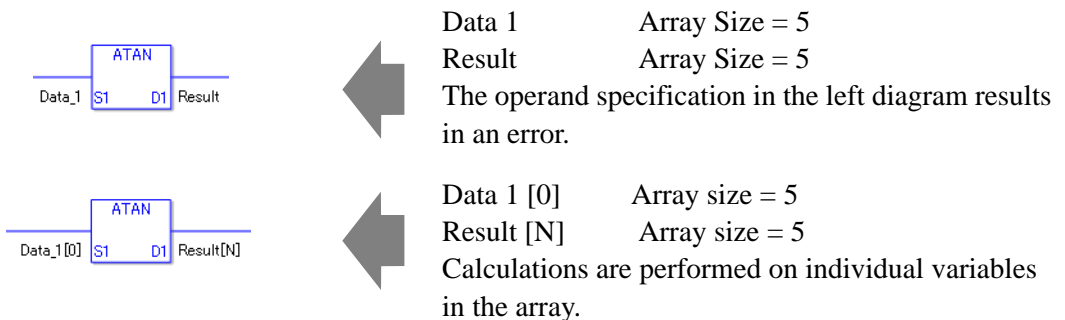 ATAN
Data_1 S1 D1 Result
Data 1 Array Size = 5
Result Array Size = 5
The operand specification in the left diagram results
in an error.
ATAN
Data_1[0] S1 D1 Result[N]
Data 1 [0] Array size = 5
Result [N] Array size = 5
Calculations are performed on individual variables
in the array.